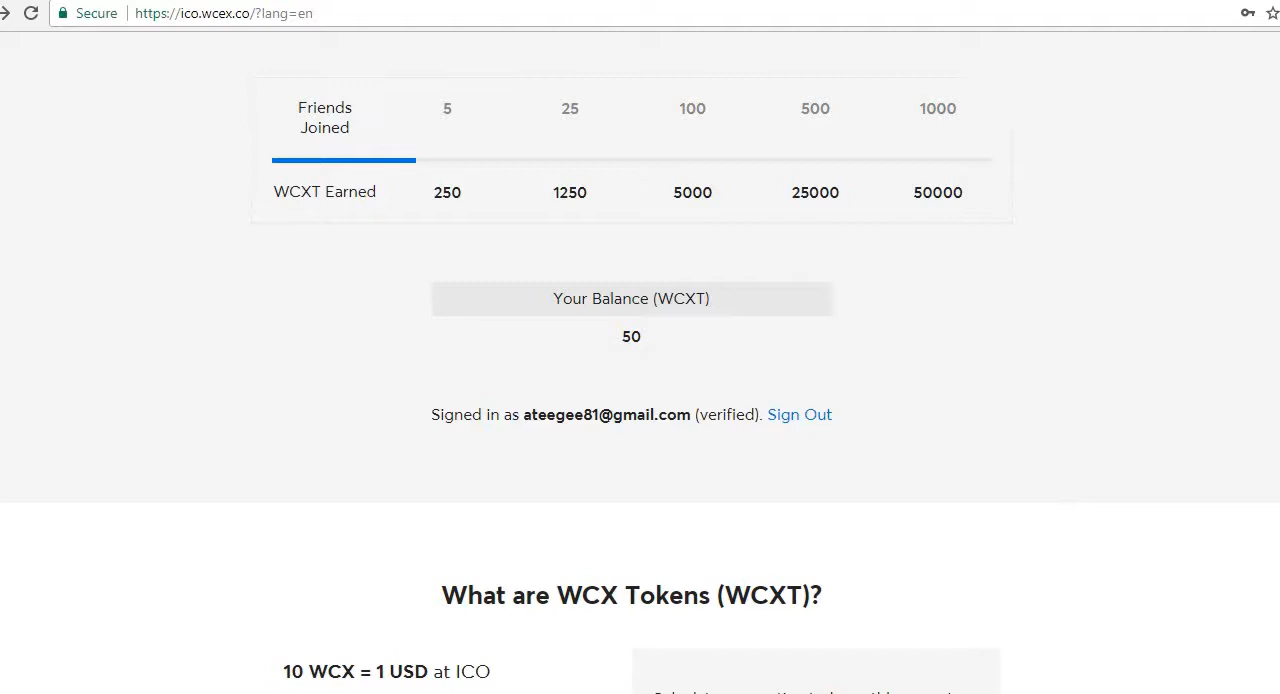 Secure https://ico.wcex.co/?lang=en
Friends Joined 5 25 100 500 1000
WCXT Earned 250 1250 5000 25000 50000
Your Balance (WCXT)
50
Signed in as ateegee81@gmail.com (verified). Sign Out
What are WCX Tokens (WCXT)?
10 WCX = 1 USD at ICO